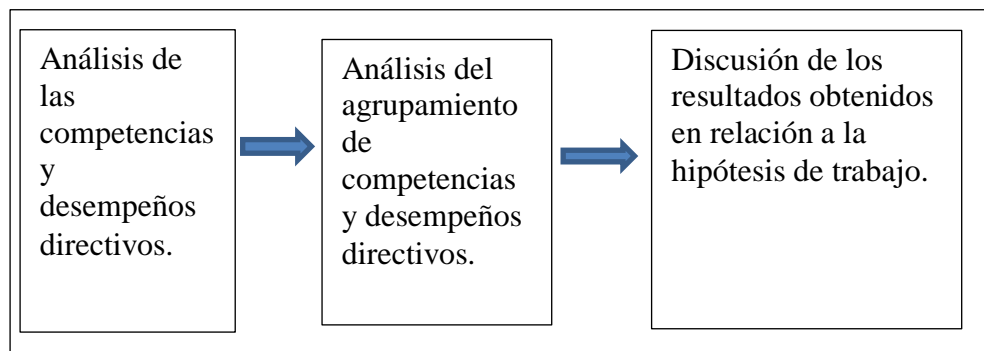 Análisis de
las
competencias
y
desempeños
directivos.
Análisis del
agrupamiento
de
competencias
y desempeños
directivos.
Discusión de los
resultados obtenidos
en relación a la
hipótesis de trabajo.